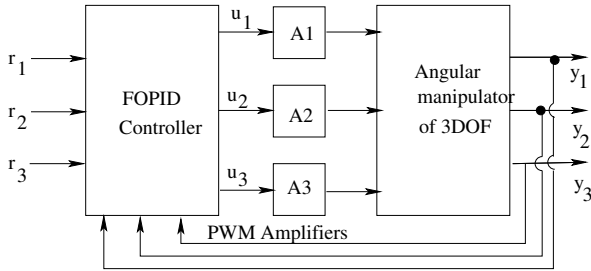 r1
r2
r3
FOPID
Controller
u1
u2
u3
A1
A2
A3
PWM Amplifiers
Angular
manipulator
of 3DOF
y1
y2
y3